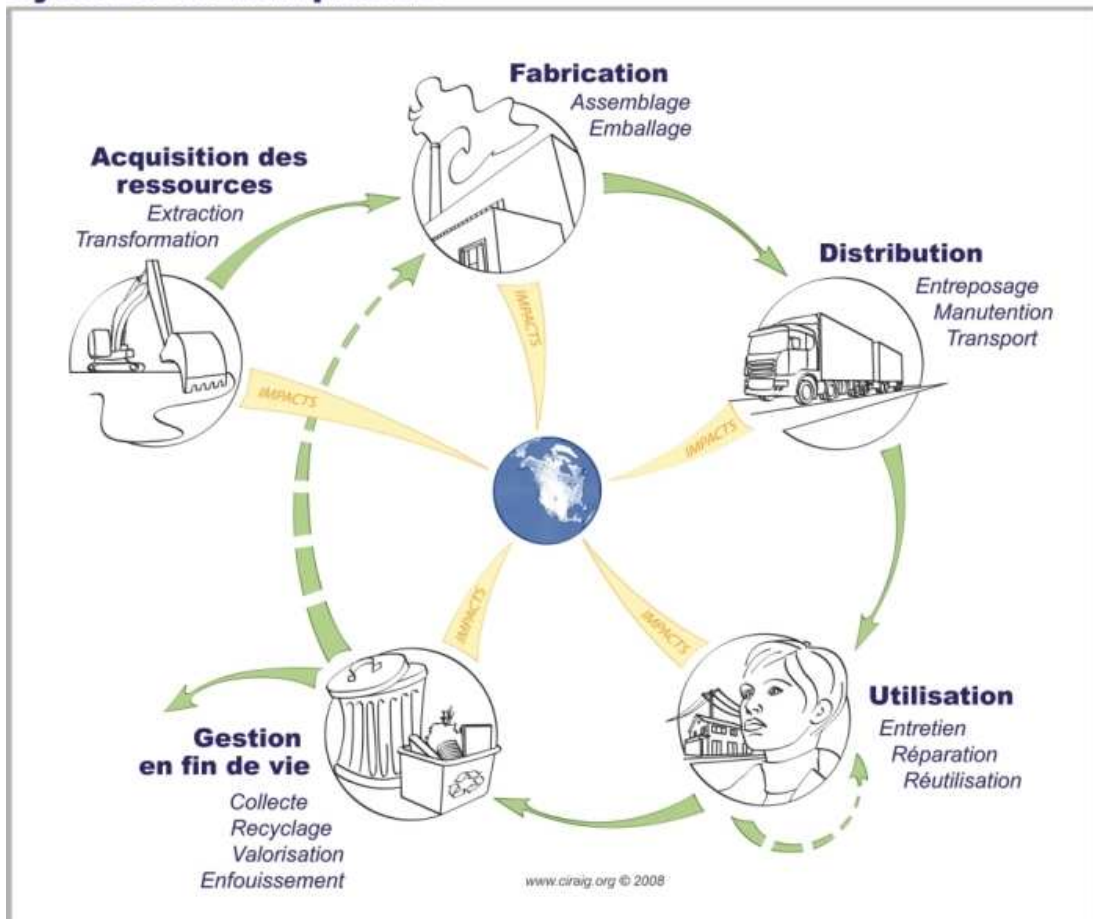 Fabrication
Assemblage
Emballage
Acquisition des
ressources
Extraction
Transformation
Distribution
Entreposage
Manutention
Transport
IMPACTS
IMPACTS
IMPACTS
IMPACTS
IMPACTS
Utilisation
Entretien
Réparation
Réutilisation
Gestion
en fin de vie
Collecte
Recyclage
Valorisation
Enfouissement
www.ciraig.org © 2008